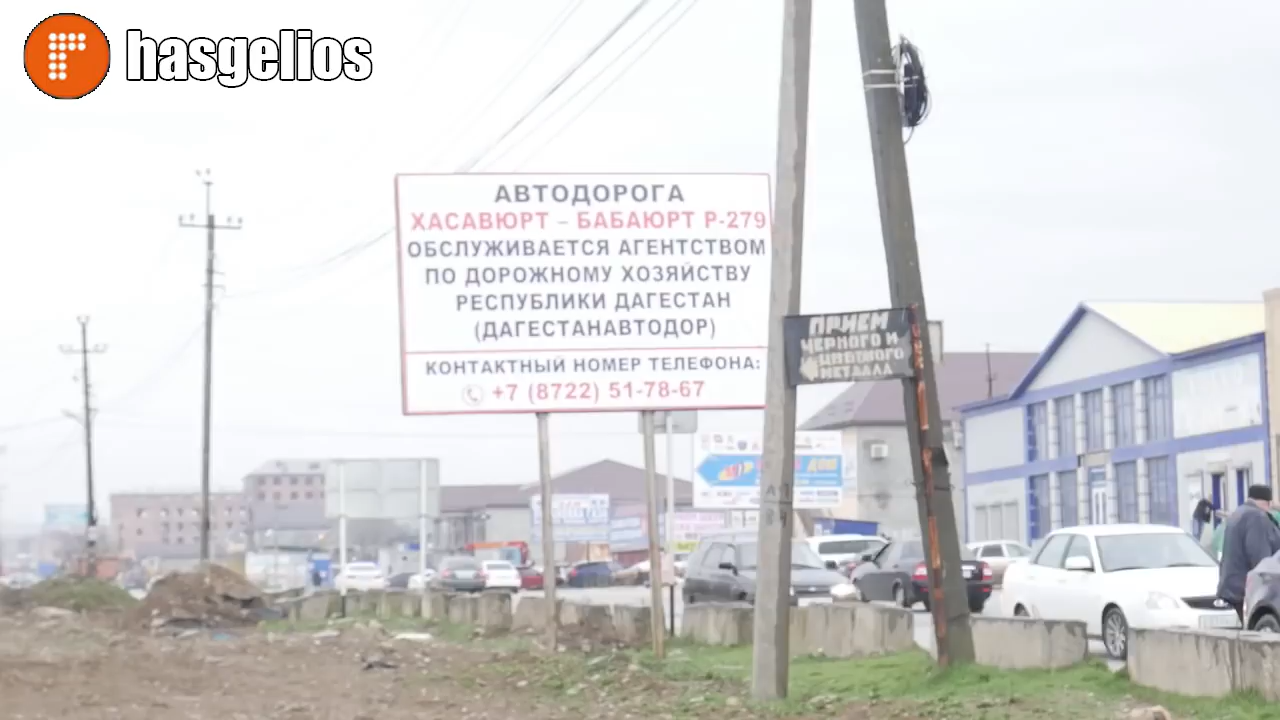 hasgelios
АВТОДОРОГА
ХАСАВЮРТ – БАБАЮРТ Р-279
ОБСЛУЖИВАЕТСЯ АГЕНТСТВОМ
ПО ДОРОЖНОМУ ХОЗЯЙСТВУ
РЕСПУБЛИКИ ДАГЕСТАН
(ДАГЕСТАНАВТОДОР)
КОНТАКТНЫЙ НОМЕР ТЕЛЕФОНА:
+7 (8722) 51-78-67
ПРИЕМ
ЧЕРНОГО И
ЦВЕТНОГО
МЕТАЛЛА